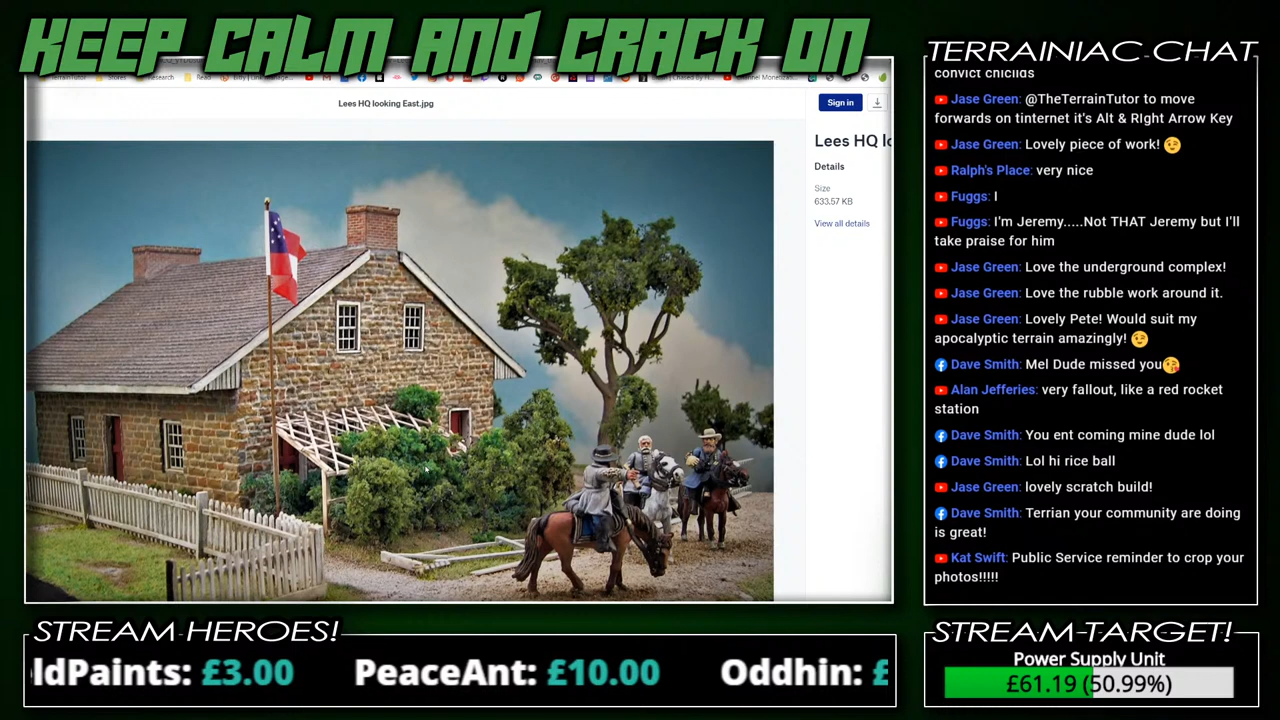 KEEP CALM AND CRACK ON
Stores
Read
Lees HQ looking East.jpg
Sign in
Lees HQ lo
Details
Size
633.57 KB
View all details
TERRAINIAC CHAT
convict chicilds
Jase Green: @TheTerrainTutor to move
forwards on tinternet it's Alt & RIght Arrow Key
Jase Green: Lovely piece of work! 😉
Ralph's Place: very nice
Fuggs: I
Fuggs: I'm Jeremy.....Not THAT Jeremy but I'll
take praise for him
Jase Green: Love the underground complex!
Jase Green: Love the rubble work around it.
Jase Green: Lovely Pete! Would suit my
apocalyptic terrain amazingly! 😉
Dave Smith: Mel Dude missed you😘
Alan Jefferies: very fallout, like a red rocket
station
Dave Smith: You ent coming mine dude lol
Dave Smith: Lol hi rice ball
Jase Green: lovely scratch build!
Dave Smith: Terrian your community are doing
is great!
Kat Swift: Public Service reminder to crop your
photos!!!!!
STREAM HEROES!
ldPaints: £3.00 PeaceAnt: £10.00 Oddhin: £
STREAM TARGET!
Power Supply Unit
£61.19 (50.99%)